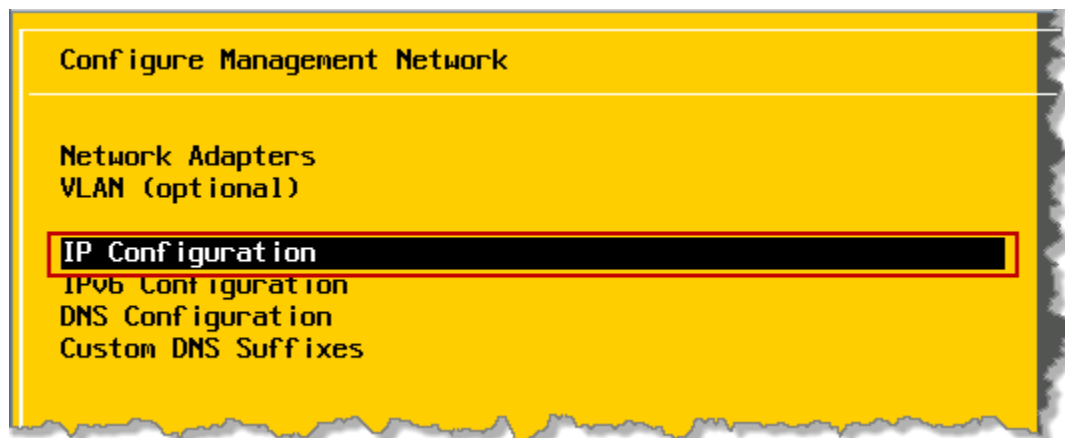 Configure Management Network
Network Adapters
VLAN (optional)
IP Configuration
IPv6 Configuration
DNS Configuration
Custom DNS Suffixes